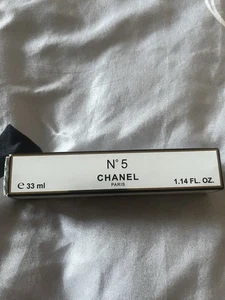 N°5
CHANEL
PARIS
℮ 33 ml 1.14 FL. OZ.